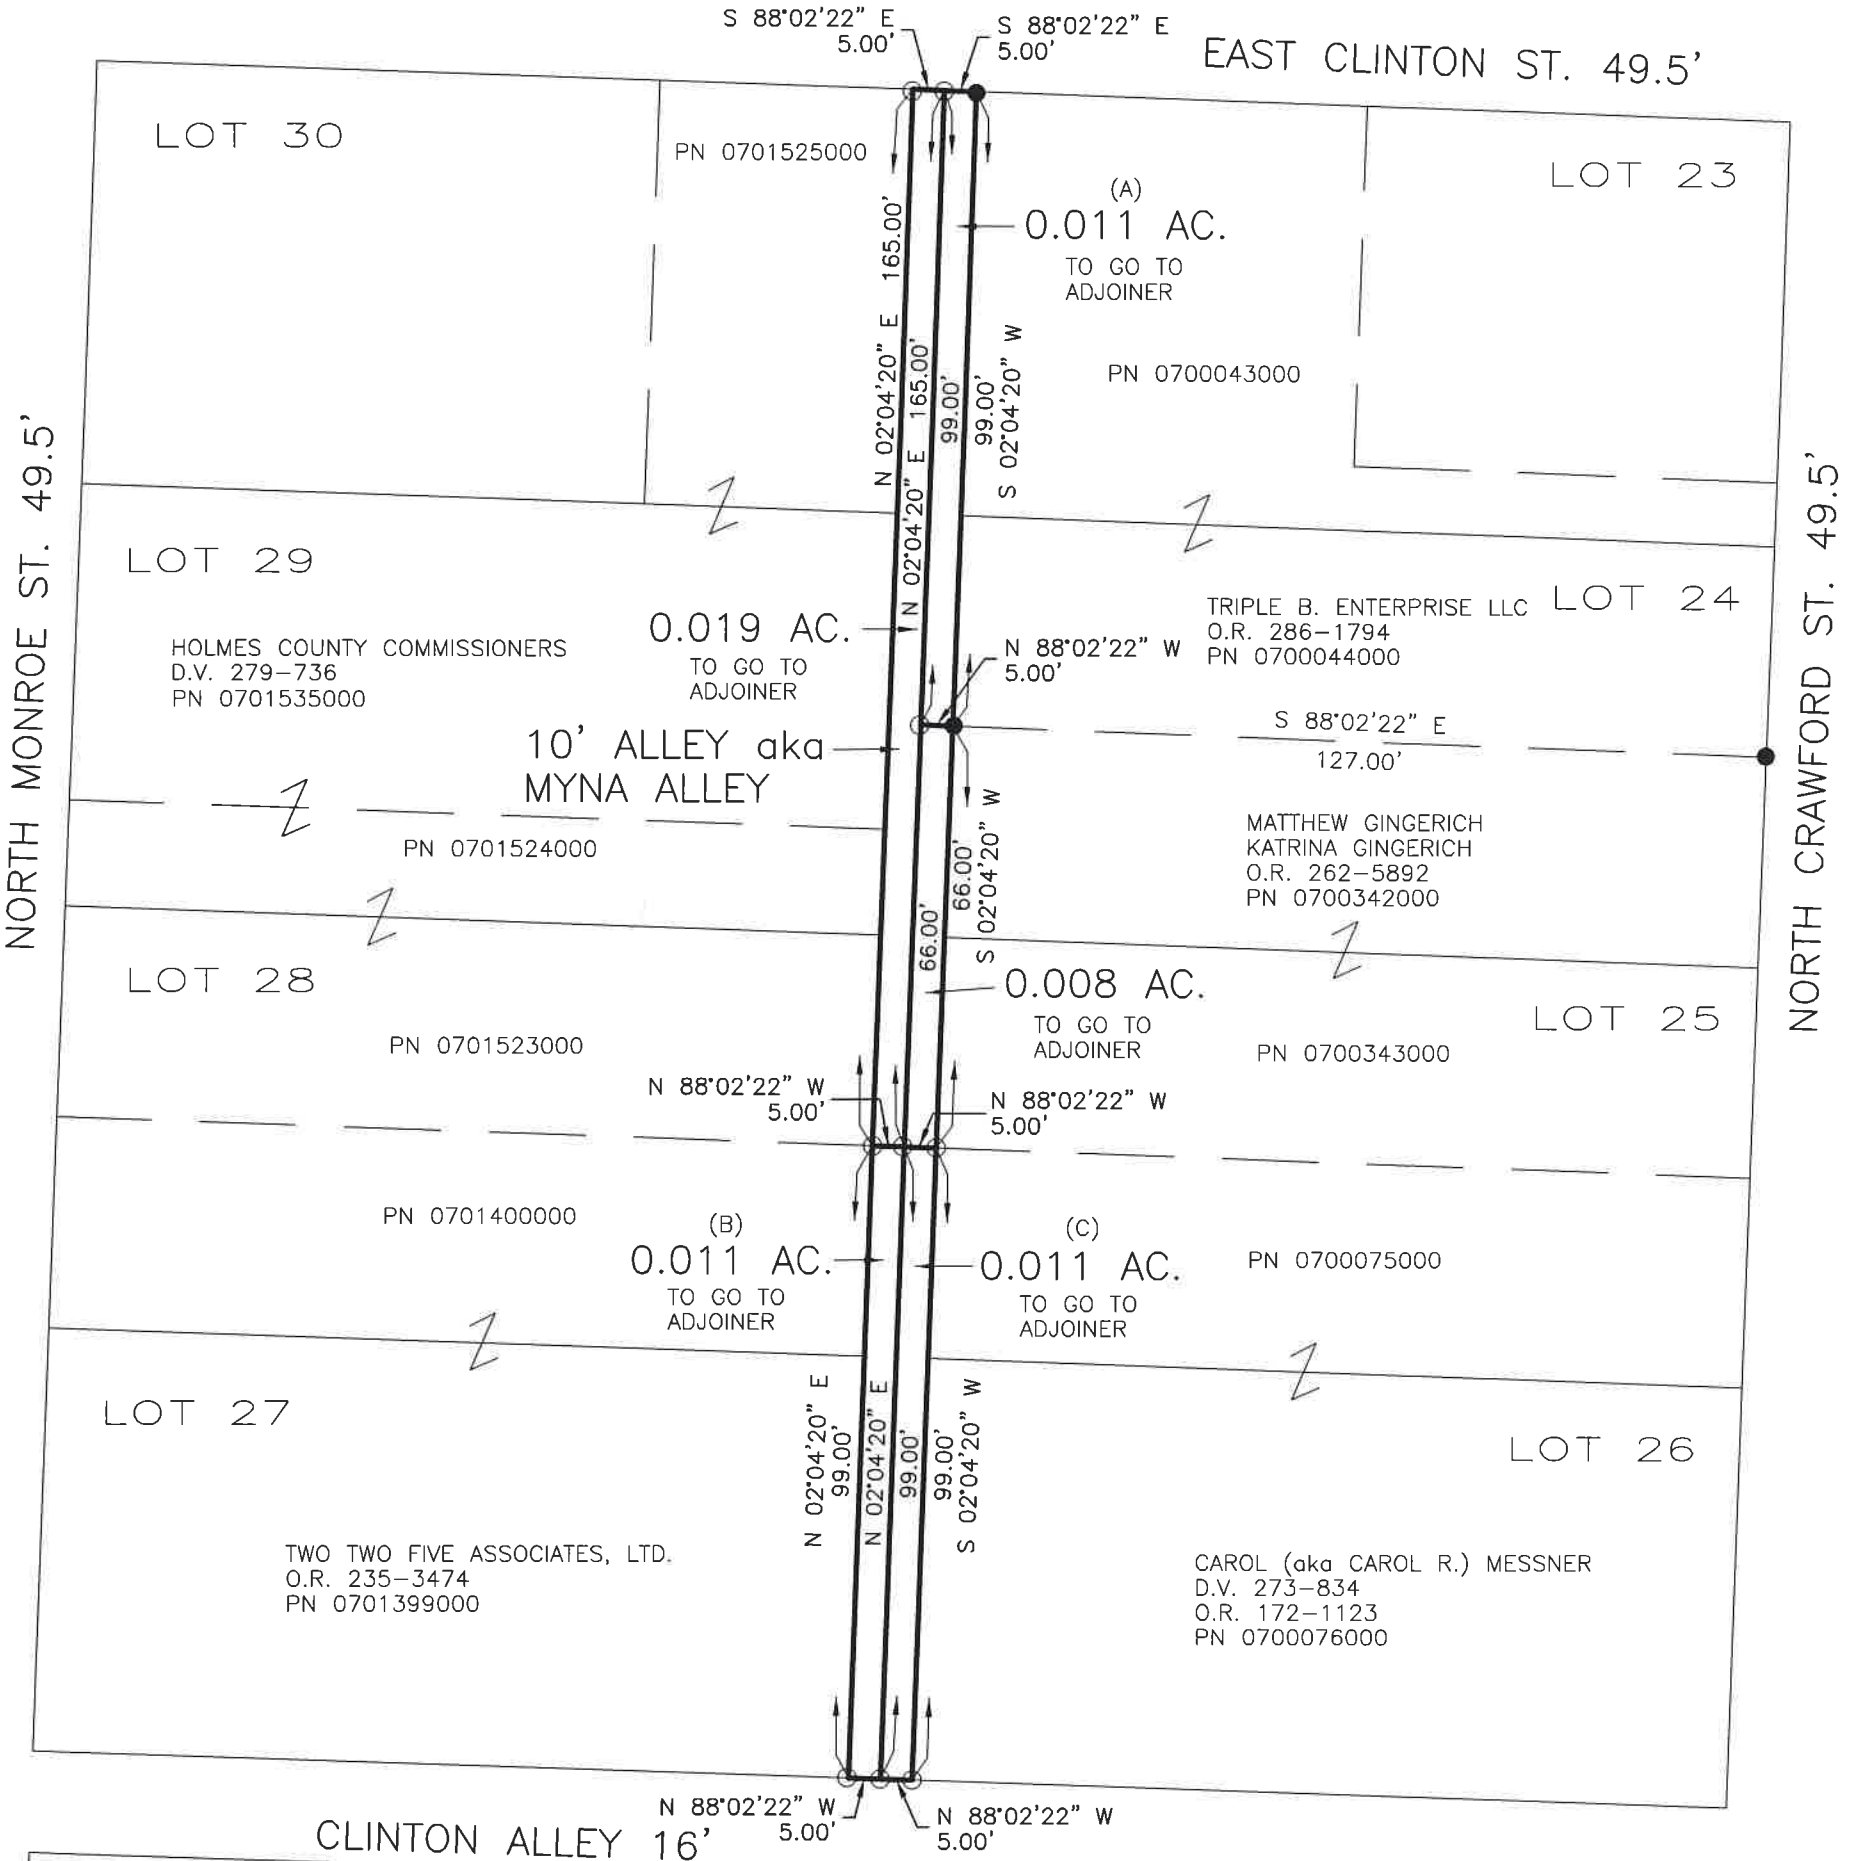 S 88°02'22" E
5.00'
S 88°02'22" E
5.00'
EAST CLINTON ST. 49.5'
LOT 30
PN 0701525000
(A)
0.011 AC.
TO GO TO
ADJOINER
LOT 23
PN 0700043000
N 02°04'20" E 165.00'
N 02°04'20" E 165.00'
99.00'
99.00'
S 02°04'20" W
NORTH MONROE ST. 49.5'
NORTH CRAWFORD ST. 49.5'
LOT 29
HOLMES COUNTY COMMISSIONERS
D.V. 279-736
PN 0701535000
0.019 AC.
TO GO TO
ADJOINER
N 88°02'22" W
5.00'
TRIPLE B. ENTERPRISE LLC
O.R. 286-1794
PN 0700044000
LOT 24
10' ALLEY aka
MYNA ALLEY
S 88°02'22" E
127.00'
PN 0701524000
MATTHEW GINGERICH
KATRINA GINGERICH
O.R. 262-5892
PN 0700342000
66.00'
66.00'
S 02°04'20" W
LOT 28
PN 0701523000
0.008 AC.
TO GO TO
ADJOINER
LOT 25
PN 0700343000
N 88°02'22" W
5.00'
N 88°02'22" W
5.00'
PN 0701400000
(B)
0.011 AC.
TO GO TO
ADJOINER
(C)
0.011 AC.
TO GO TO
ADJOINER
PN 0700075000
LOT 27
N 02°04'20" E
99.00'
N 02°04'20" E
99.00'
99.00'
S 02°04'20" W
LOT 26
TWO TWO FIVE ASSOCIATES, LTD.
O.R. 235-3474
PN 0701399000
CAROL (aka CAROL R.) MESSNER
D.V. 273-834
O.R. 172-1123
PN 0700076000
N 88°02'22" W
5.00'
N 88°02'22" W
5.00'
CLINTON ALLEY 16'